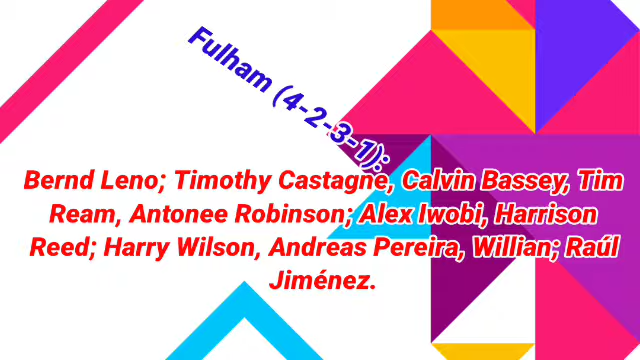 Fulham (4-2-3-1):
Bernd Leno; Timothy Castagne, Calvin Bassey, Tim
Ream, Antonee Robinson; Alex Iwobi, Harrison
Reed; Harry Wilson, Andreas Pereira, Willian; Raúl
Jiménez.